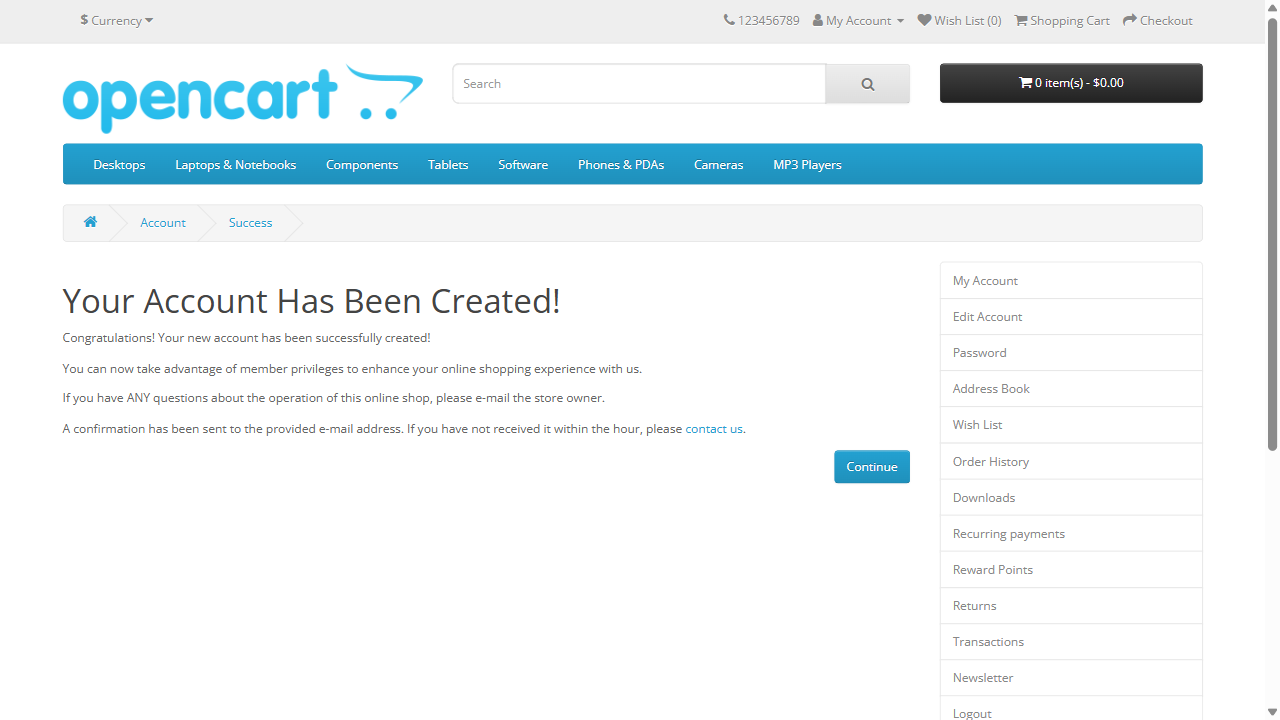 $ Currency
123456789 My Account Wish List (0) Shopping Cart Checkout
opencart
Search
0 item(s) - $0.00
Desktops Laptops & Notebooks Components Tablets Software Phones & PDAs Cameras MP3 Players
Account Success
Your Account Has Been Created!
Congratulations! Your new account has been successfully created!
You can now take advantage of member privileges to enhance your online shopping experience with us.
If you have ANY questions about the operation of this online shop, please e-mail the store owner.
A confirmation has been sent to the provided e-mail address. If you have not received it within the hour, please contact us.
Continue
My Account
Edit Account
Password
Address Book
Wish List
Order History
Downloads
Recurring payments
Reward Points
Returns
Transactions
Newsletter
Logout